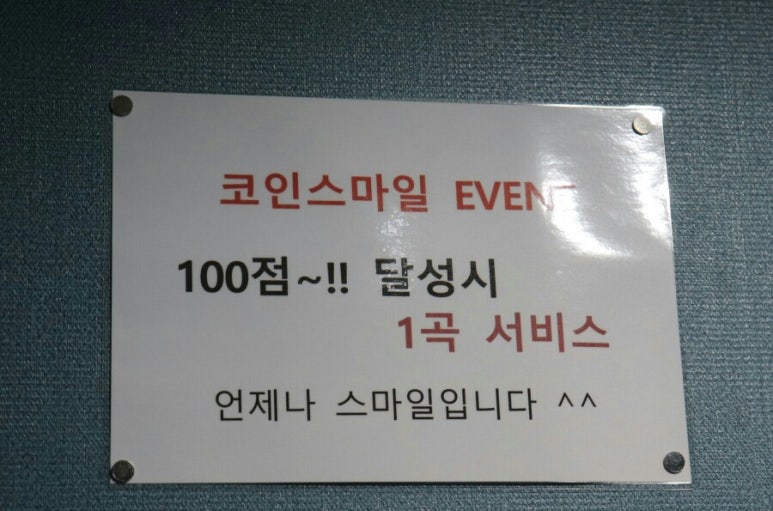 코인스마일 EVENT
100점~!! 달성시
1곡 서비스
언제나 스마일입니다 ^^